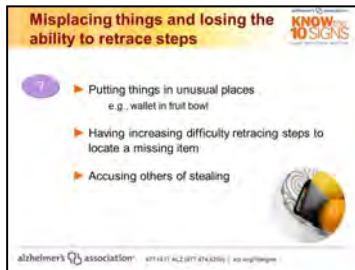 Misplacing things and losing the
ability to retrace steps
alzheimer's association
KNOW the
10 SIGNS
7
Putting things in unusual places
e.g., wallet in fruit bowl
Having increasing difficulty retracing steps to
locate a missing item
Accusing others of stealing
alzheimer's association